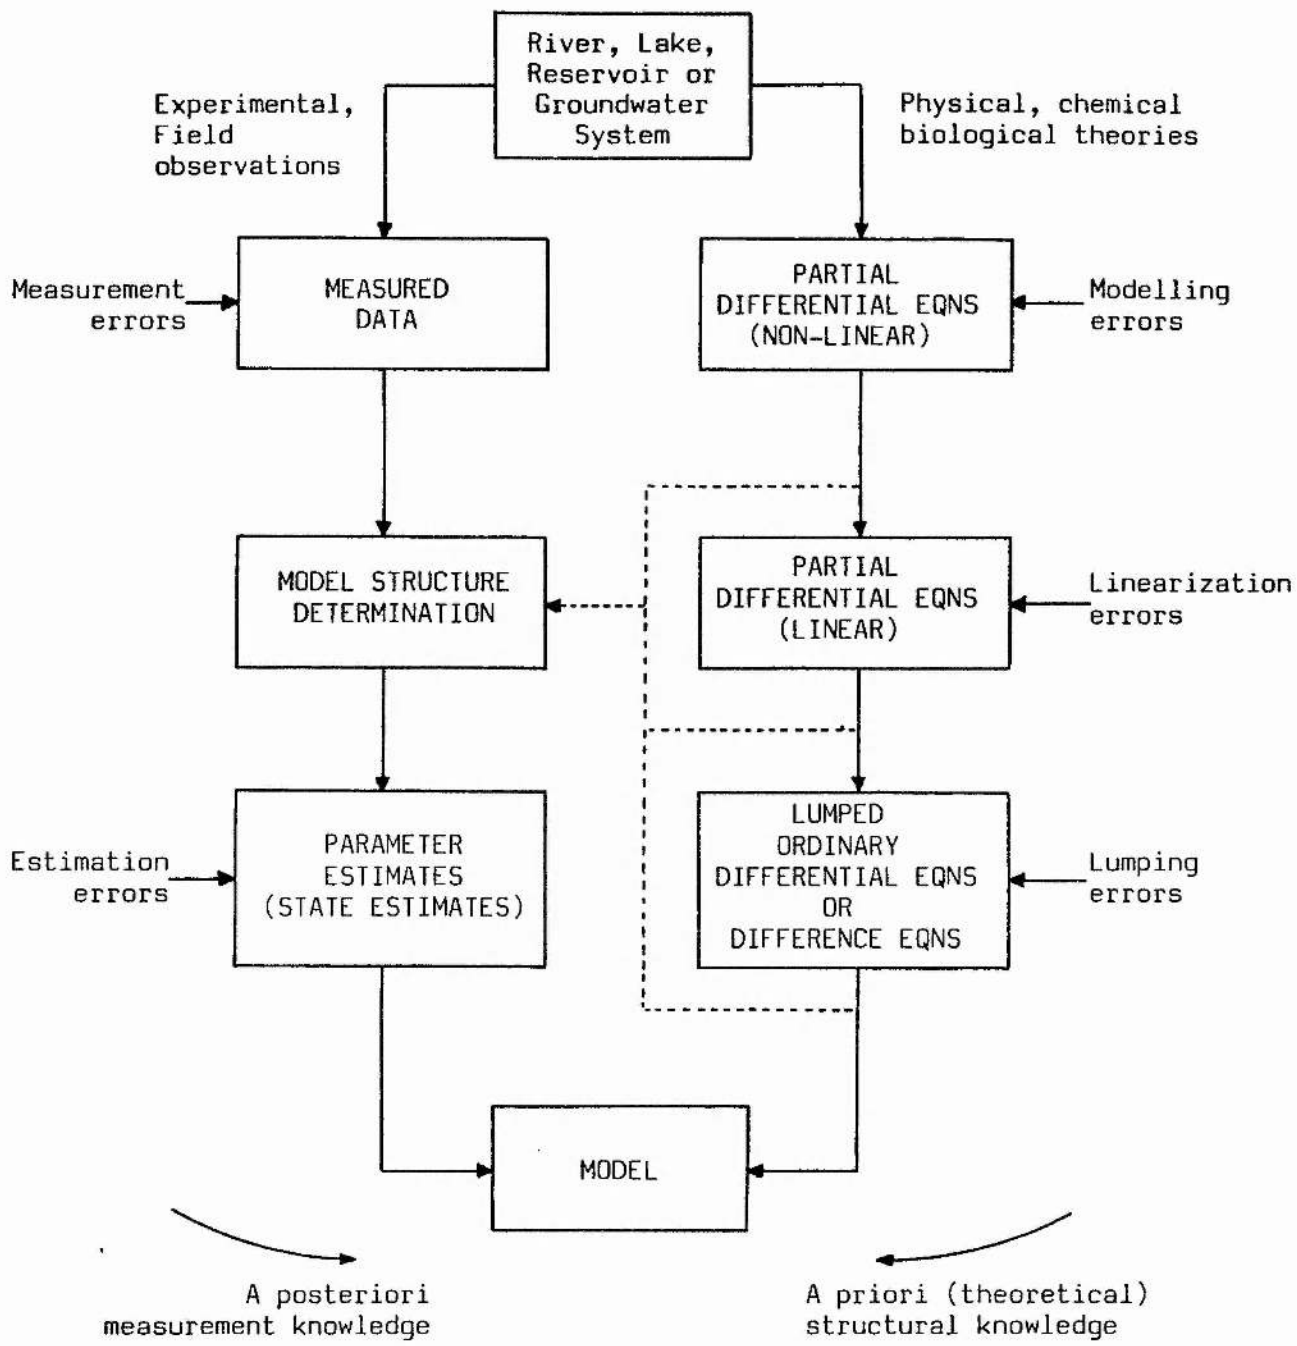 River, Lake,
Reservoir or
Groundwater
System
Experimental,
Field
observations
Physical, chemical
biological theories
Measurement
errors
MEASURED
DATA
PARTIAL
DIFFERENTIAL EQNS
(NON-LINEAR)
Modelling
errors
MODEL STRUCTURE
DETERMINATION
PARTIAL
DIFFERENTIAL EQNS
(LINEAR)
Linearization
errors
Estimation
errors
PARAMETER
ESTIMATES
(STATE ESTIMATES)
LUMPED
ORDINARY
DIFFERENTIAL EQNS
OR
DIFFERENCE EQNS
Lumping
errors
MODEL
A posteriori
measurement knowledge
A priori (theoretical)
structural knowledge